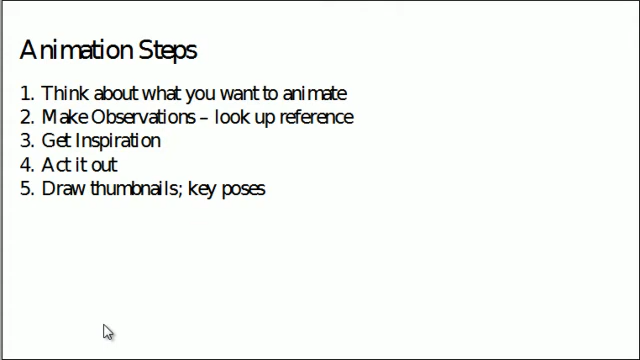 Animation Steps
1. Think about what you want to animate
2. Make Observations – look up reference
3. Get Inspiration
4. Act it out
5. Draw thumbnails; key poses